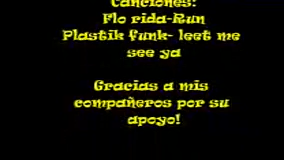 Canciones:
Flo rida-Run
Plastik funk- leet me
see ya
Gracias a mis
compañeros por su
apoyo!